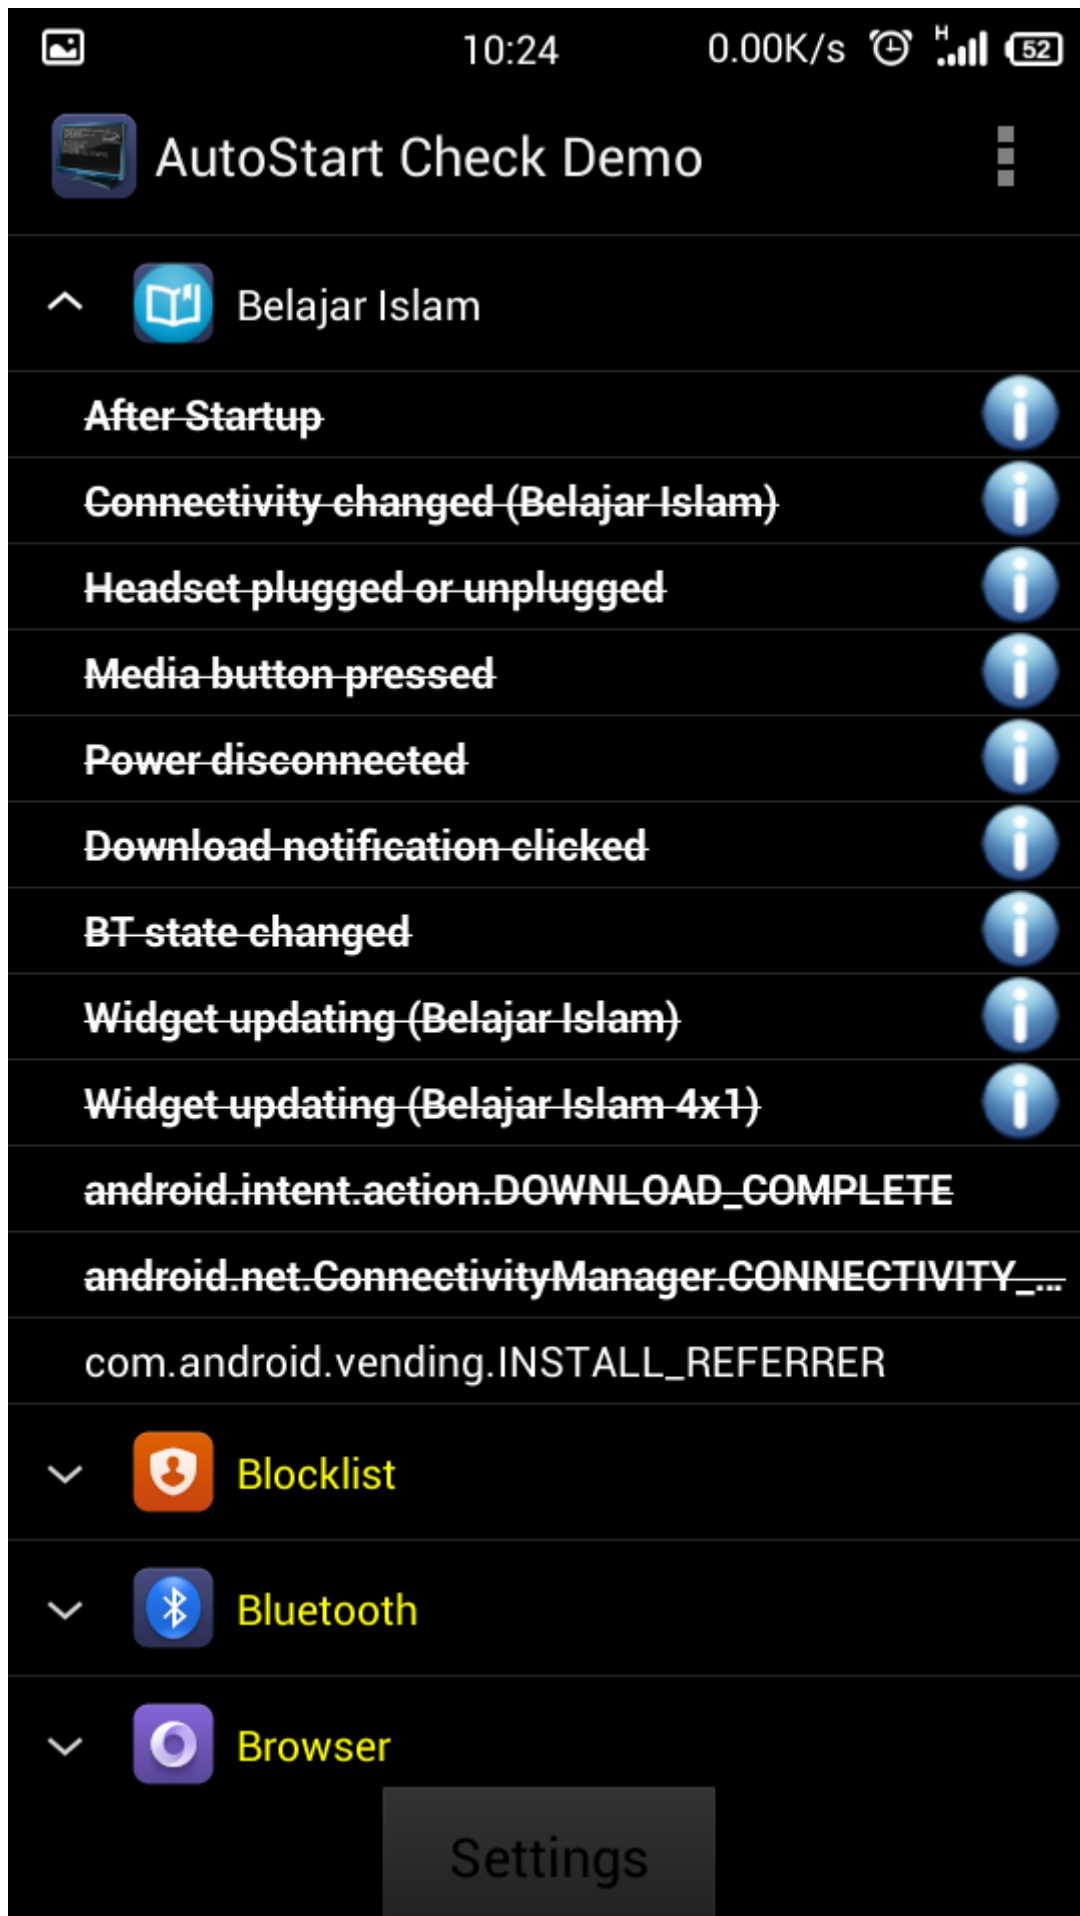 10:24 0.00K/s H 52
AutoStart Check Demo
Belajar Islam
After Startup
Connectivity changed (Belajar Islam)
Headset plugged or unplugged
Media button pressed
Power disconnected
Download notification clicked
BT state changed
Widget updating (Belajar Islam)
Widget updating (Belajar Islam 4x1)
android.intent.action.DOWNLOAD_COMPLETE
android.net.ConnectivityManager.CONNECTIVITY_...
com.android.vending.INSTALL_REFERRER
Blocklist
Bluetooth
Browser
Settings